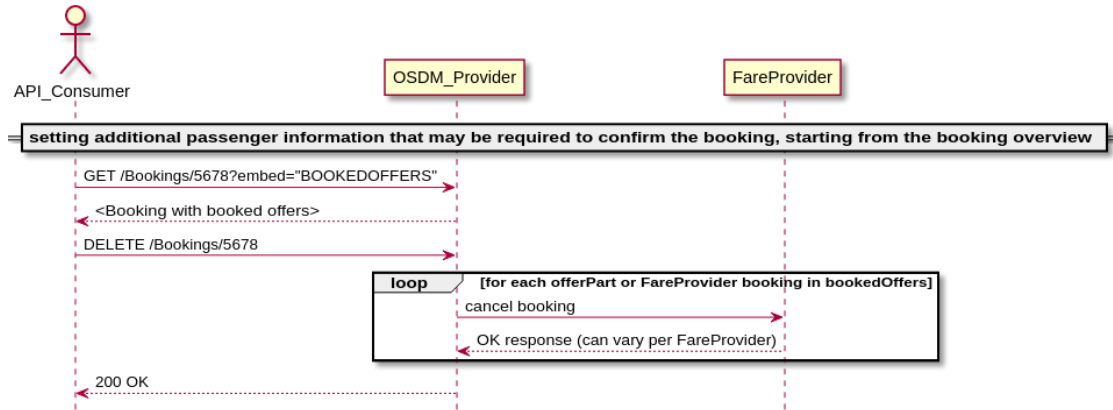 API_Consumer
OSDM_Provider
FareProvider
setting additional passenger information that may be required to confirm the booking, starting from the booking overview
GET /Bookings/5678?embed="BOOKEDOFFERS"
<Booking with booked offers>
DELETE /Bookings/5678
loop [for each offerPart or FareProvider booking in bookedOffers]
cancel booking
OK response (can vary per FareProvider)
200 OK